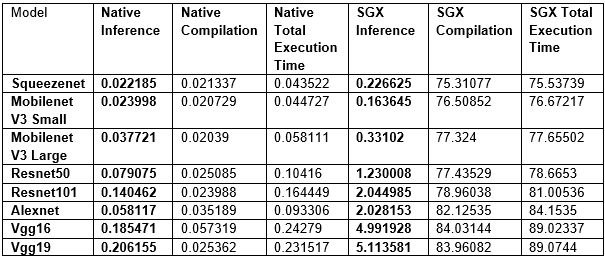 Model Native Inference Native Compilation Native Total Execution Time SGX Inference SGX Compilation SGX Total Execution Time
Squeezenet 0.022185 0.021337 0.043522 0.226625 75.31077 75.53739
Mobilenet V3 Small 0.023998 0.020729 0.044727 0.163645 76.50852 76.67217
Mobilenet V3 Large 0.037721 0.02039 0.058111 0.33102 77.324 77.65502
Resnet50 0.079075 0.025085 0.10416 1.230008 77.43529 78.6653
Resnet101 0.140462 0.023988 0.164449 2.044985 78.96038 81.00536
Alexnet 0.058117 0.035189 0.093306 2.028153 82.12535 84.1535
Vgg16 0.185471 0.057319 0.24279 4.991928 84.03144 89.02337
Vgg19 0.206155 0.025362 0.231517 5.113581 83.96082 89.0744